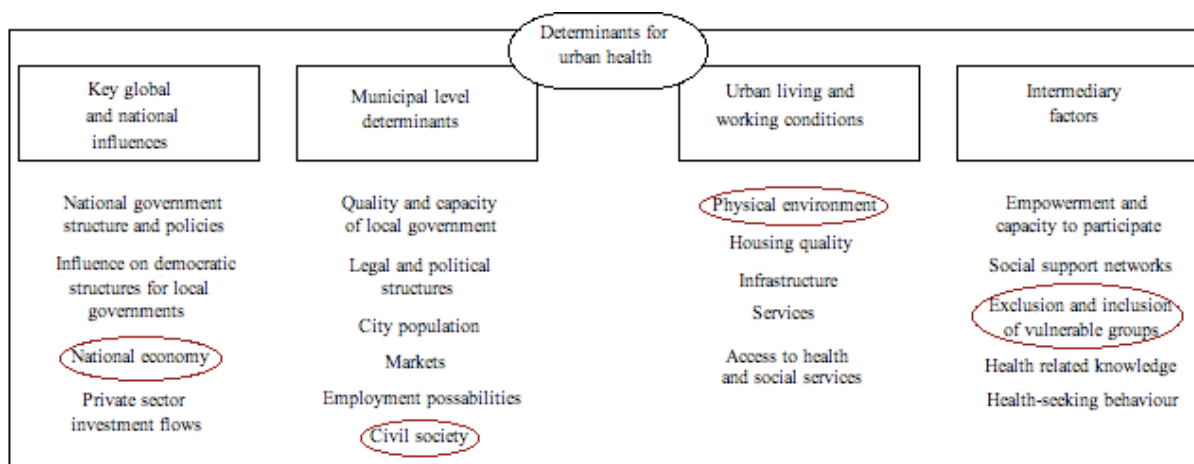 Determinants for
urban health
Key global
and national
influences
National government
structure and policies
Influence on democratic
structures for local
governments
National economy
Private sector
investment flows
Municipal level
determinants
Quality and capacity
of local government
Legal and political
structures
City population
Markets
Employment possabilities
Civil society
Urban living and
working conditions
Physical environment
Housing quality
Infrastructure
Services
Access to health
and social services
Intermediary
factors
Empowerment and
capacity to participate
Social support networks
Exclusion and inclusion
of vulnerable groups
Health related knowledge
Health-seeking behaviour